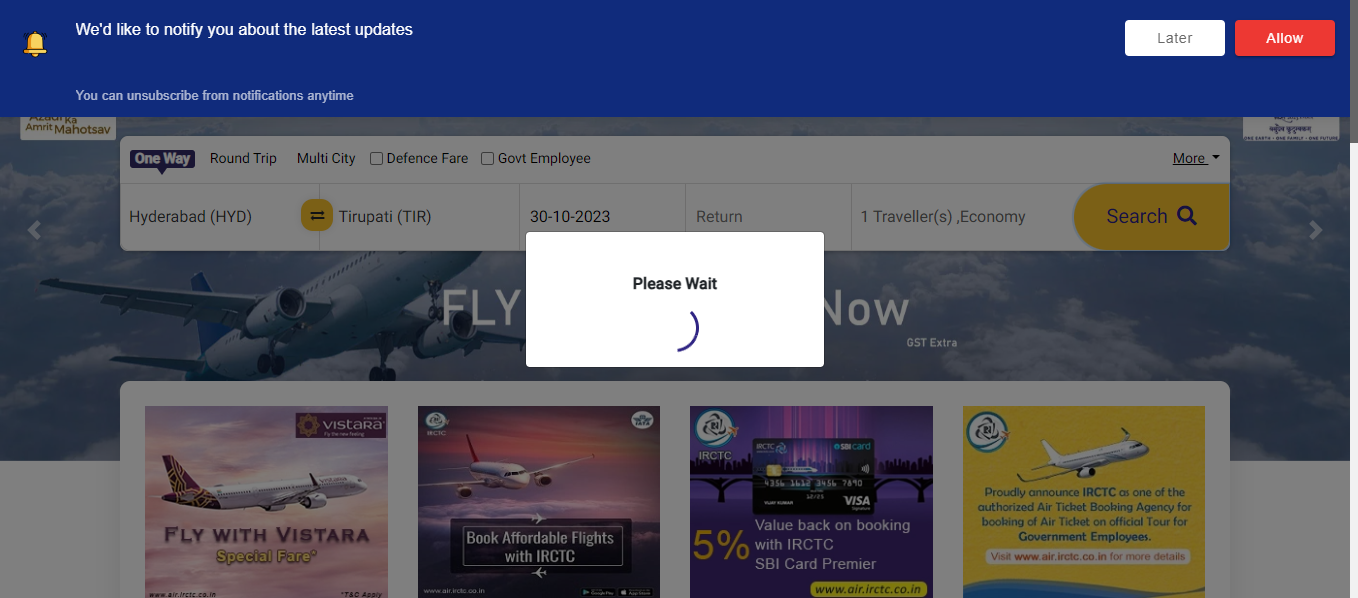 We'd like to notify you about the latest updates
Later
Allow
You can unsubscribe from notifications anytime
Azadi Ka
Amrit Mahotsav
वसुधैव कुटुम्बकम्
ONE EARTH • ONE FAMILY • ONE FUTURE
One Way
Round Trip
Multi City
Defence Fare
Govt Employee
More
Hyderabad (HYD)
Tirupati (TIR)
30-10-2023
Return
1 Traveller(s) ,Economy
Search
Please Wait
FLY
Now
GST Extra
vistara
Fly the new feeling
FLY WITH VISTARA
Special Fare*
www.air.irctc.co.in
*T&C Apply
IRCTC
IATA
Book Affordable Flights
with IRCTC
www.air.irctc.co.in
Google Play
App Store
IRCTC
IRCTC
SBI card
4356 1612 3456 7890
12/25
VIJAY KUMAR
VISA
Signature
5%
Value back on booking
with IRCTC
SBI Card Premier
www.air.irctc.co.in
Proudly announce IRCTC as one of the
authorized Air Ticket Booking Agency for
booking of Air Ticket on official Tour for
Government Employees.
Visit www.air.irctc.co.in for more details